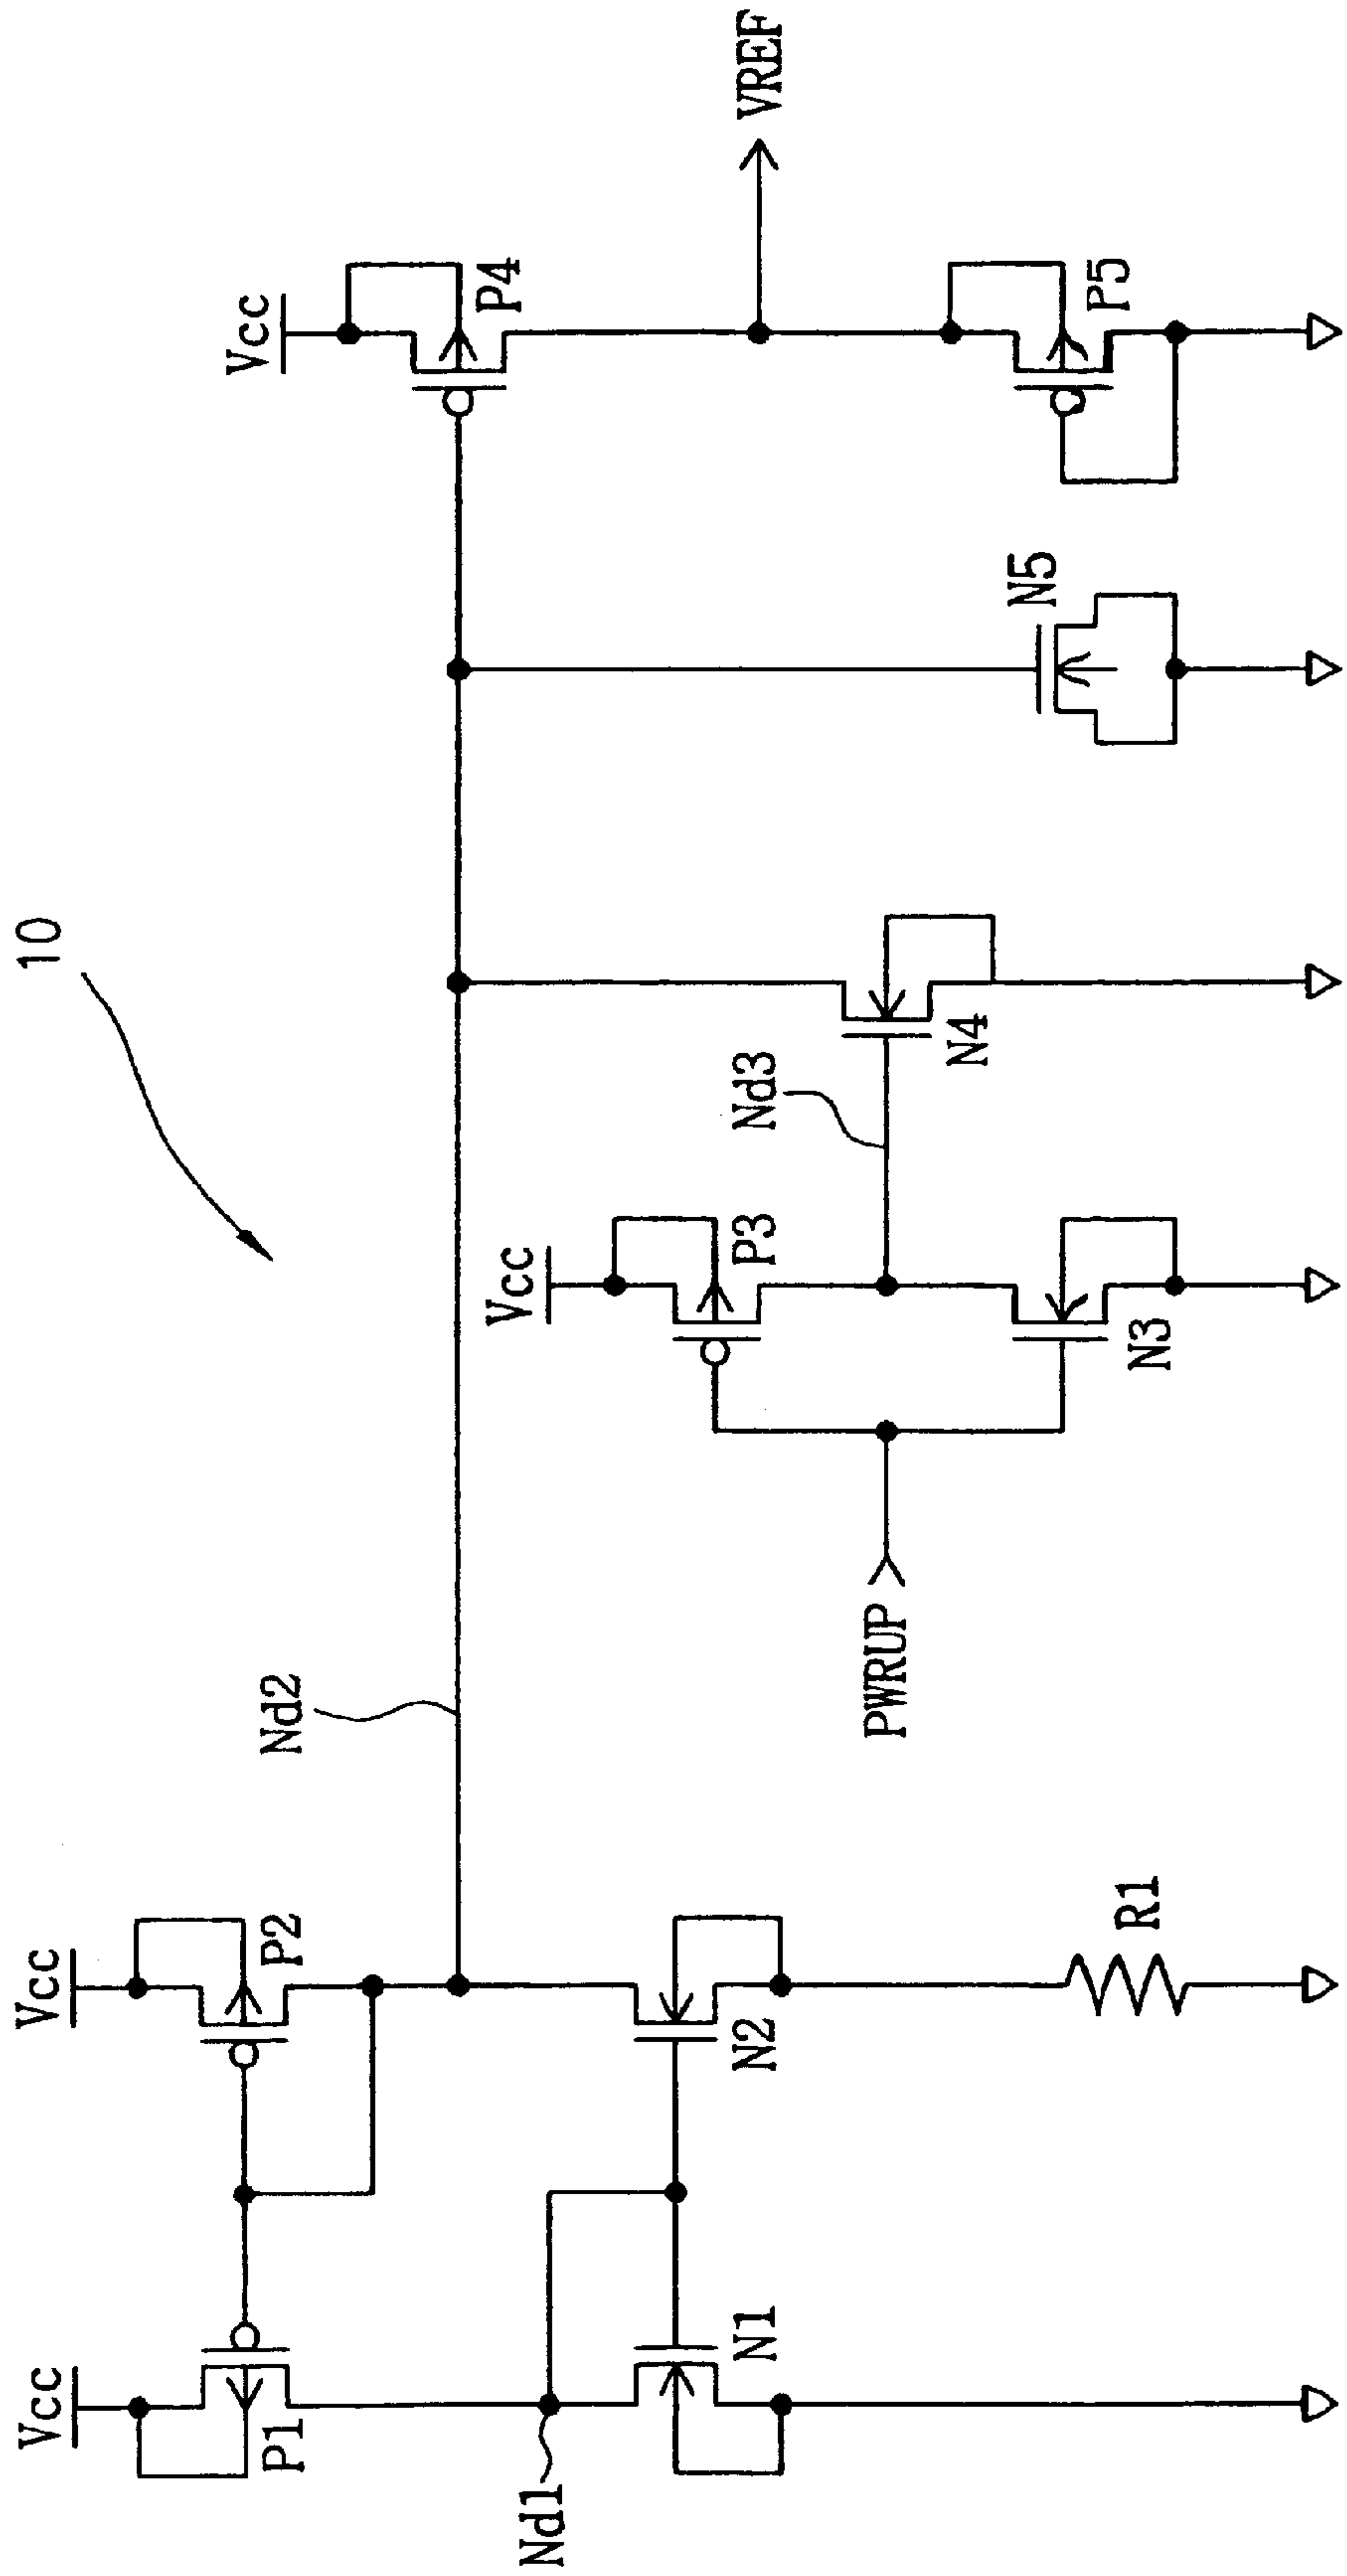 10
Vcc
Vcc
Vcc
Vcc
P1
P2
P3
P4
Nd1
Nd2
Nd3
VREF
N1
N2
N3
N4
N5
P5
PWRUP
R1